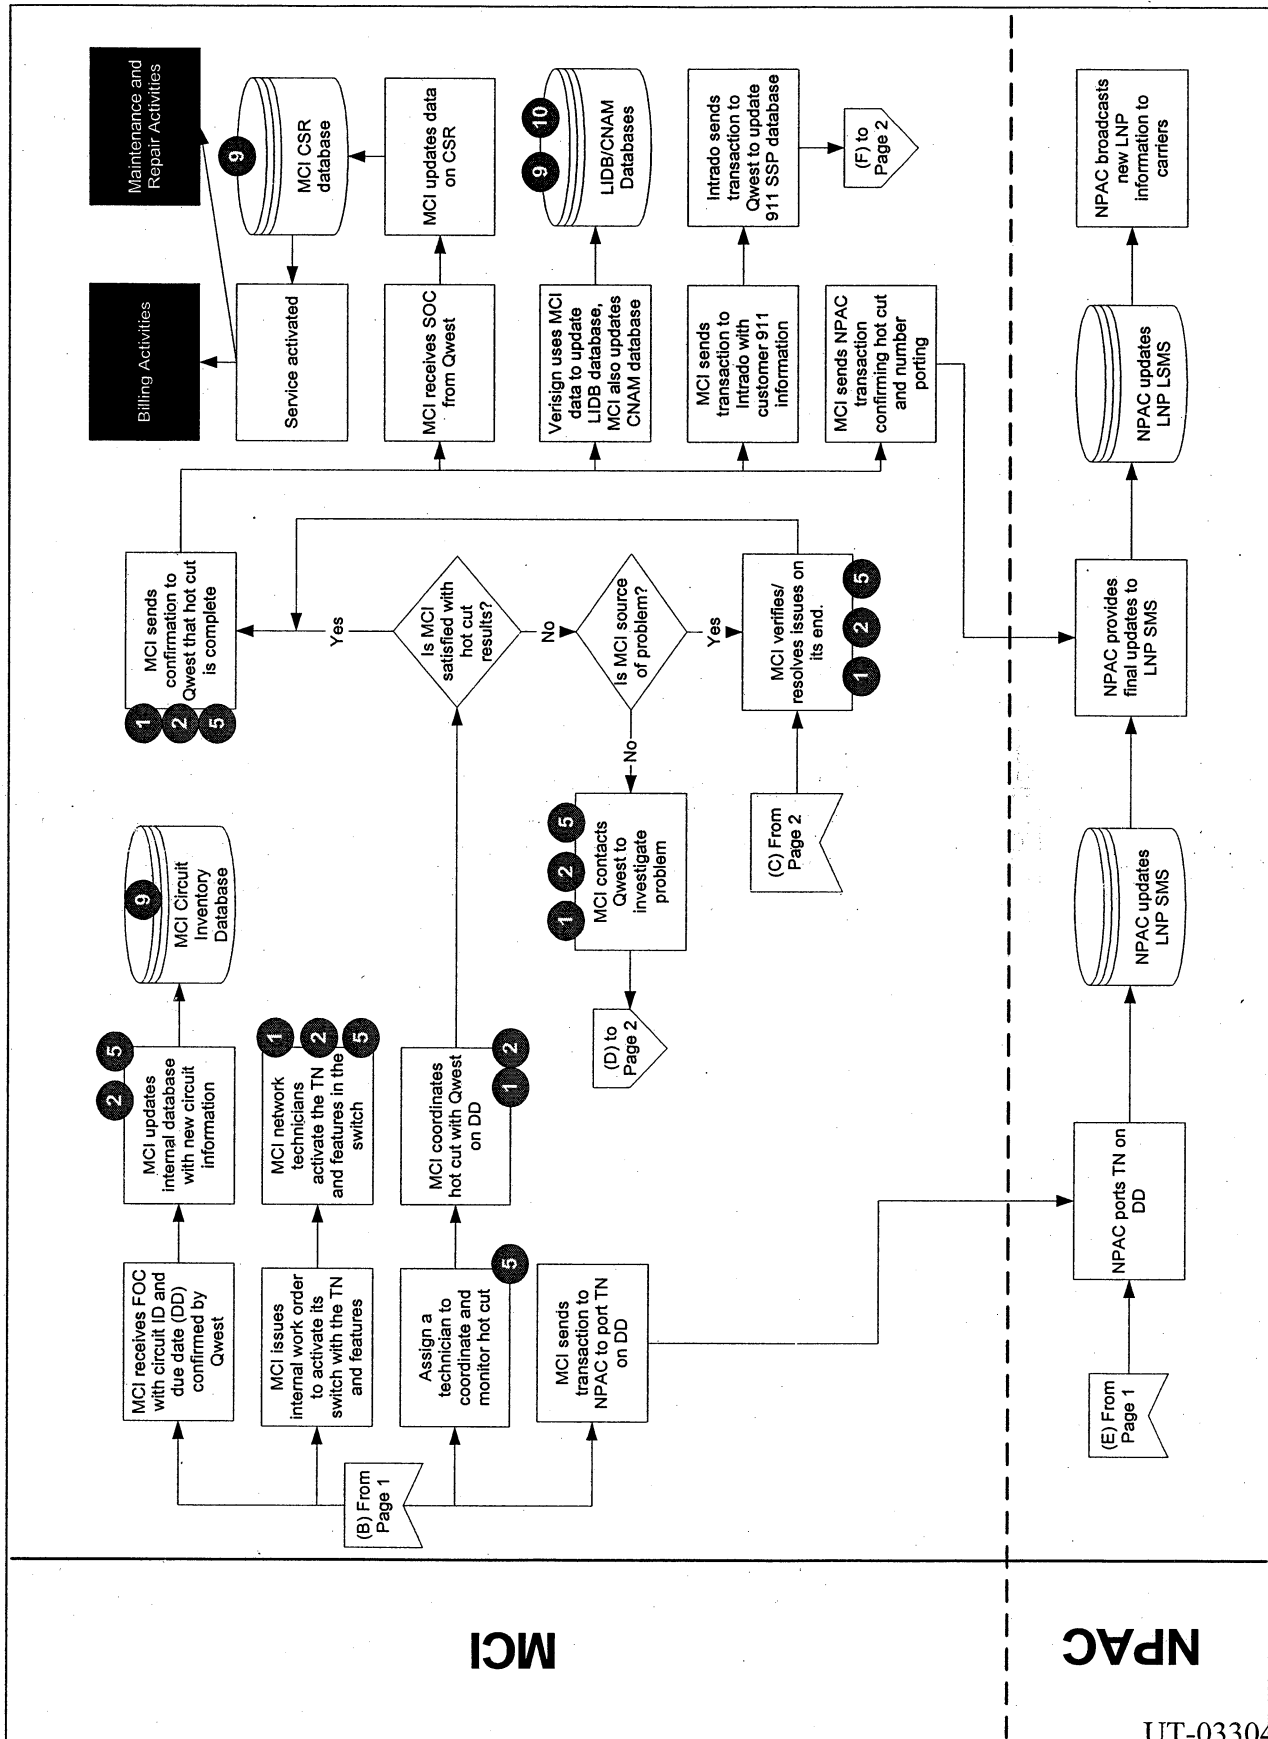 MCI
(B) From
Page 1
MCI receives FOC
with circuit ID and
due date (DD)
confirmed by
Qwest
MCI updates
internal database
with new circuit
information
2
5
MCI Circuit
Inventory
Database
9
MCI issues
internal work order
to activate its
switch with the TN
and features
MCI network
technicians
activate the TN
and features in the
switch
1
2
5
Assign a
technician to
coordinate and
monitor hot cut
5
MCI coordinates
hot cut with Qwest
on DD
1
2
MCI sends
transaction to
NPAC to port TN
on DD
Is MCI
satisfied with
hot cut
results?
Yes
No
MCI sends
confirmation to
Qwest that hot cut
is complete
1
2
5
Is MCI source
of problem?
No
Yes
MCI contacts
Qwest to
investigate
problem
1
2
5
(D) to
Page 2
(C) From
Page 2
MCI verifies/
resolves issues on
its end.
1
2
5
Billing Activities
Maintenance and
Repair Activities
Service activated
MCI CSR
database
9
MCI receives SOC
from Qwest
MCI updates data
on CSR
Verisign uses MCI
data to update
LIDB database,
MCI also updates
CNAM database
LIDB/CNAM
Databases
9
10
MCI sends
transaction to
Intrado with
customer 911
information
Intrado sends
transaction to
Qwest to update
911 SSP database
(F) to
Page 2
MCI sends NPAC
transaction
confirming hot cut
and number
porting
NPAC
(E) From
Page 1
NPAC ports TN on
DD
NPAC updates
LNP SMS
NPAC provides
final updates to
LNP SMS
NPAC updates
LNP LSMS
NPAC broadcasts
new LNP
information to
carriers
UT-03304